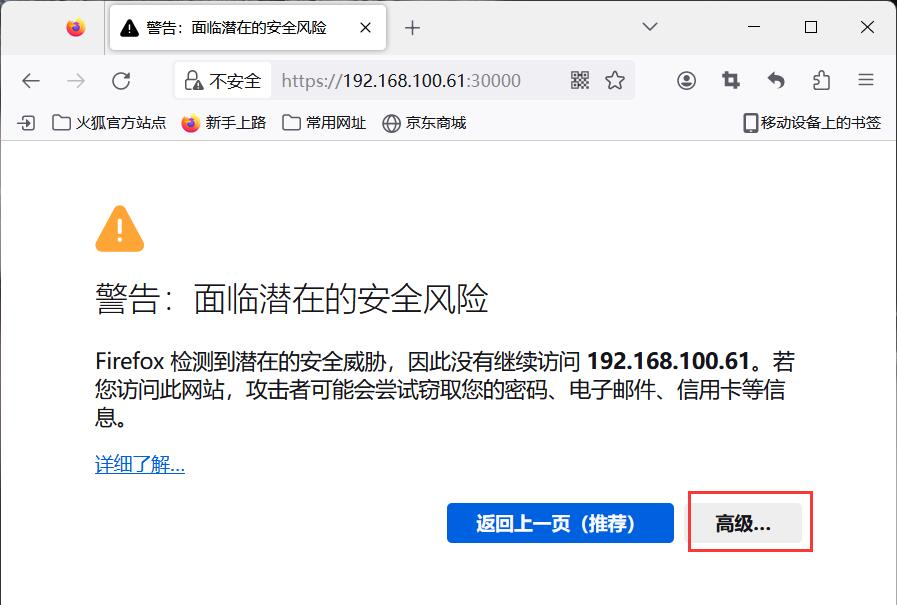 警告：面临潜在的安全风险
不安全 https://192.168.100.61:30000
火狐官方站点 新手上路 常用网址 京东商城 移动设备上的书签
警告：面临潜在的安全风险
Firefox 检测到潜在的安全威胁，因此没有继续访问 192.168.100.61。若
您访问此网站，攻击者可能会尝试窃取您的密码、电子邮件、信用卡等信
息。
详细了解...
返回上一页（推荐） 高级...